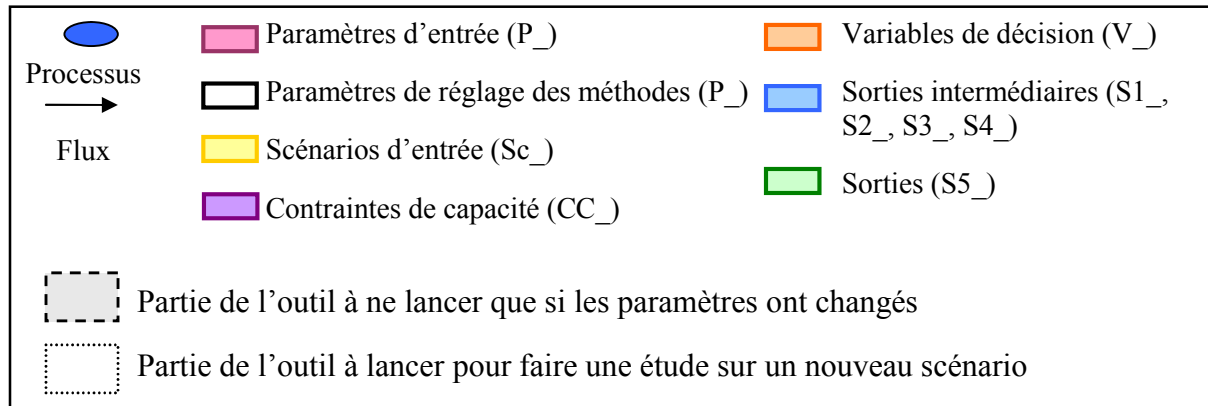 Processus
Flux
Paramètres d'entrée (P_)
Paramètres de réglage des méthodes (P_)
Scénarios d'entrée (Sc_)
Contraintes de capacité (CC_)
Variables de décision (V_)
Sorties intermédiaires (S1_,
S2_, S3_, S4_)
Sorties (S5_)
Partie de l'outil à ne lancer que si les paramètres ont changés
Partie de l'outil à lancer pour faire une étude sur un nouveau scénario